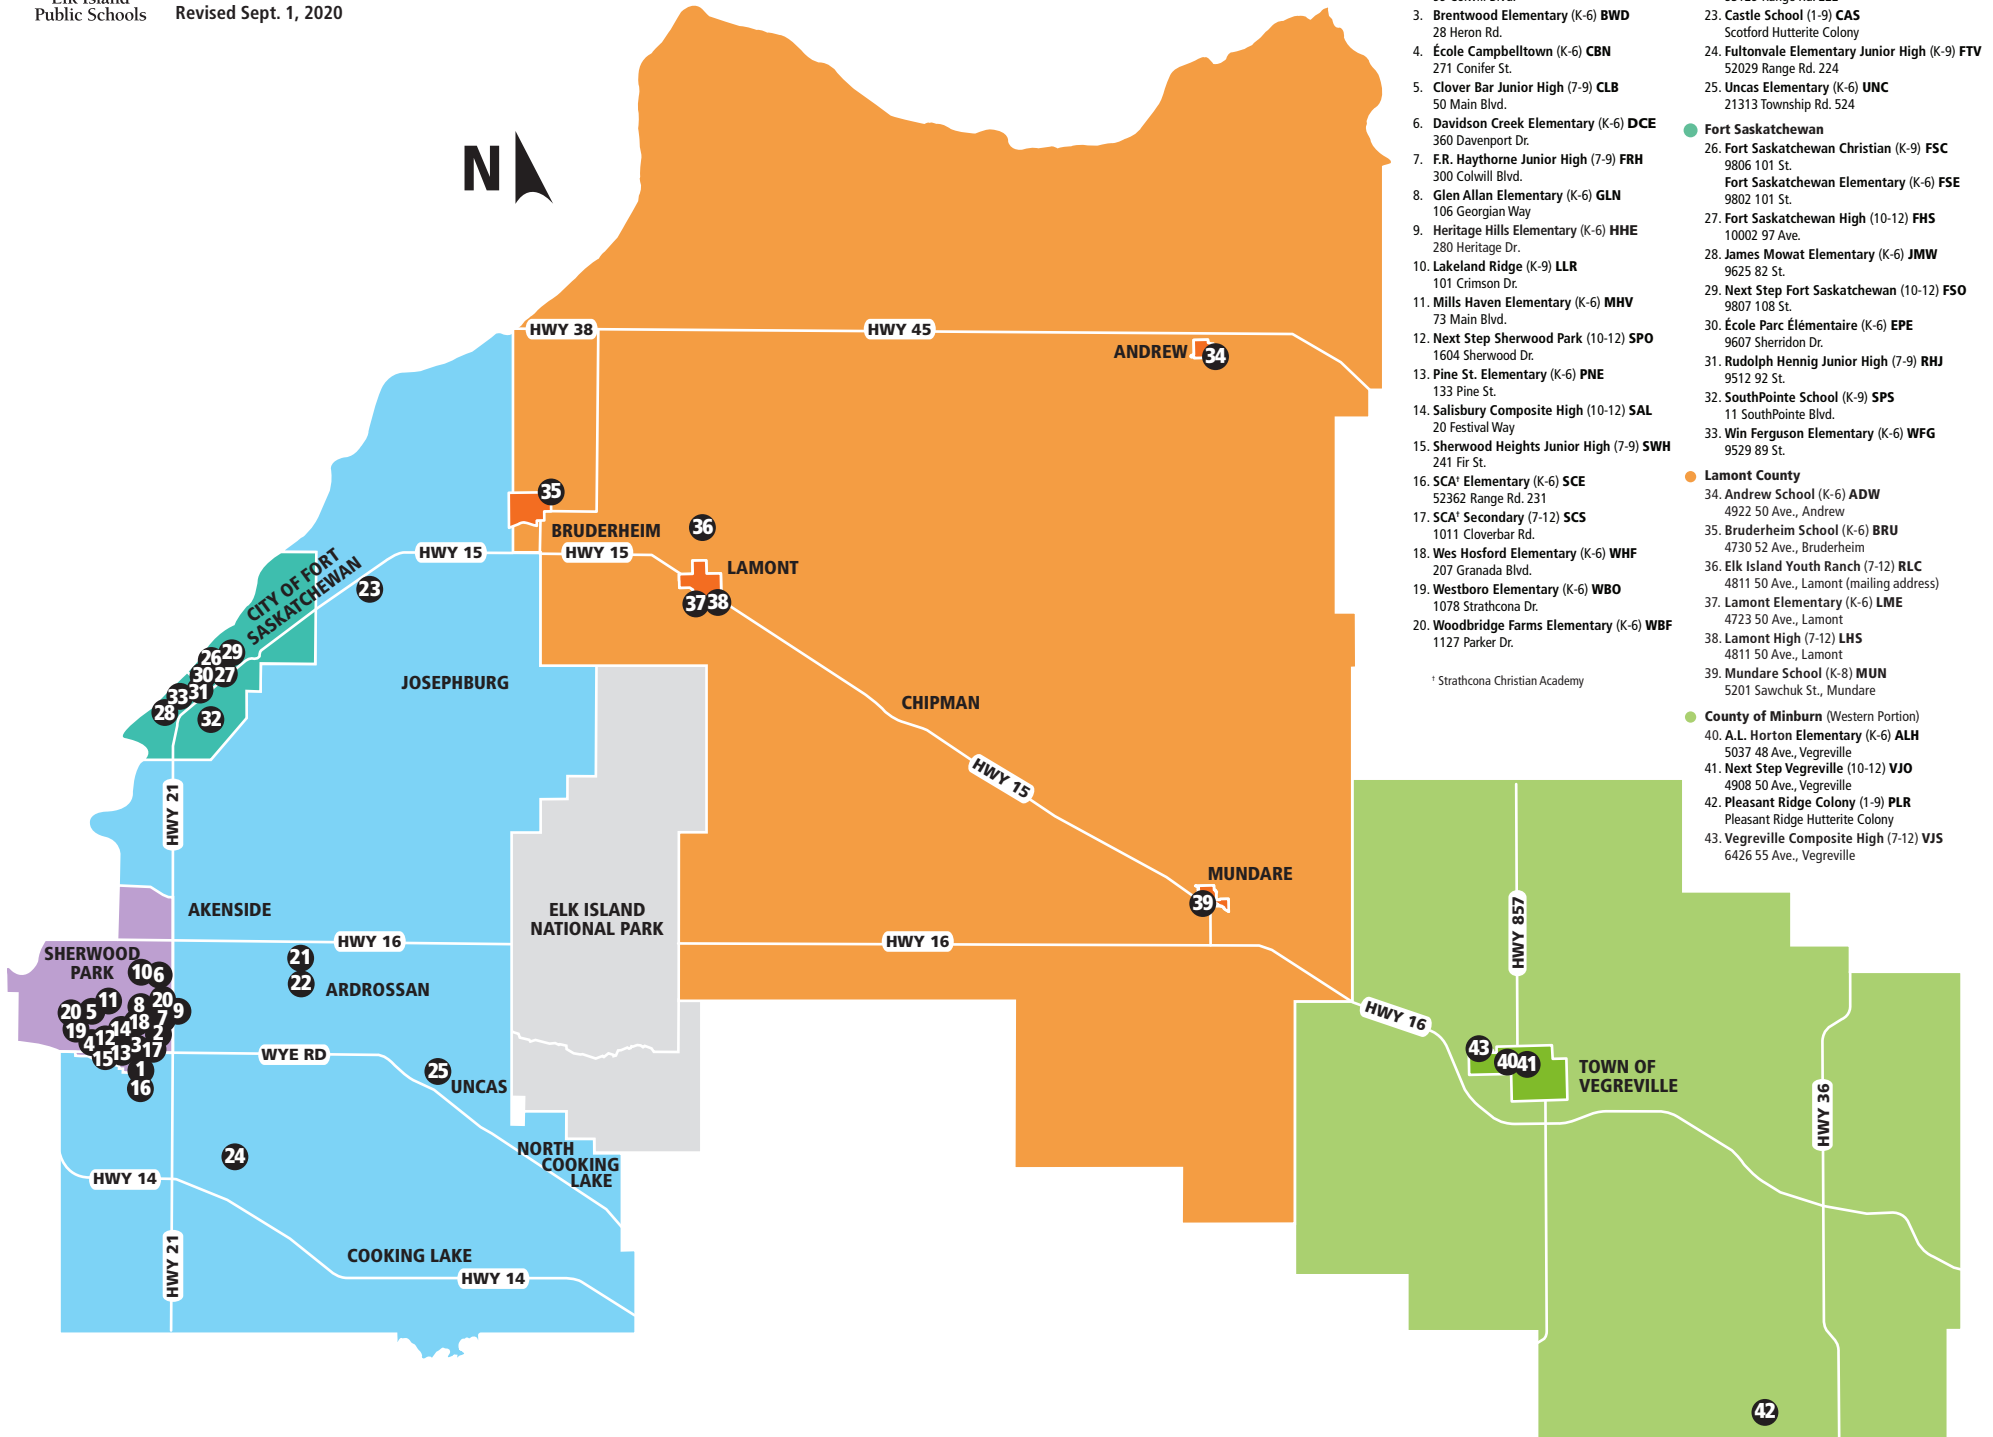 Elk Island
Public Schools
Revised Sept. 1, 2020
N
3. Brentwood Elementary (K-6) BWD
28 Heron Rd.
4. École Campbelltown (K-6) CBN
271 Conifer St.
5. Clover Bar Junior High (7-9) CLB
50 Main Blvd.
6. Davidson Creek Elementary (K-6) DCE
360 Davenport Dr.
7. F.R. Haythorne Junior High (7-9) FRH
300 Colwill Blvd.
8. Glen Allan Elementary (K-6) GLN
106 Georgian Way
9. Heritage Hills Elementary (K-6) HHE
280 Heritage Dr.
10. Lakeland Ridge (K-9) LLR
101 Crimson Dr.
11. Mills Haven Elementary (K-6) MHV
73 Main Blvd.
12. Next Step Sherwood Park (10-12) SPO
1604 Sherwood Dr.
13. Pine St. Elementary (K-6) PNE
133 Pine St.
14. Salisbury Composite High (10-12) SAL
20 Festival Way
15. Sherwood Heights Junior High (7-9) SWH
241 Fir St.
16. SCA† Elementary (K-6) SCE
52362 Range Rd. 231
17. SCA† Secondary (7-12) SCS
1011 Cloverbar Rd.
18. Wes Hosford Elementary (K-6) WHF
207 Granada Blvd.
19. Westboro Elementary (K-6) WBO
1078 Strathcona Dr.
20. Woodbridge Farms Elementary (K-6) WBF
1127 Parker Dr.
† Strathcona Christian Academy
23. Castle School (1-9) CAS
Scotford Hutterite Colony
24. Fultonvale Elementary Junior High (K-9) FTV
52029 Range Rd. 224
25. Uncas Elementary (K-6) UNC
21313 Township Rd. 524
Fort Saskatchewan
26. Fort Saskatchewan Christian (K-9) FSC
9806 101 St.
Fort Saskatchewan Elementary (K-6) FSE
9802 101 St.
27. Fort Saskatchewan High (10-12) FHS
10002 97 Ave.
28. James Mowat Elementary (K-6) JMW
9625 82 St.
29. Next Step Fort Saskatchewan (10-12) FSO
9807 108 St.
30. École Parc Élémentaire (K-6) EPE
9607 Sherridon Dr.
31. Rudolph Hennig Junior High (7-9) RHJ
9512 92 St.
32. SouthPointe School (K-9) SPS
11 SouthPointe Blvd.
33. Win Ferguson Elementary (K-6) WFG
9529 89 St.
Lamont County
34. Andrew School (K-6) ADW
4922 50 Ave., Andrew
35. Bruderheim School (K-6) BRU
4730 52 Ave., Bruderheim
36. Elk Island Youth Ranch (7-12) RLC
4811 50 Ave., Lamont (mailing address)
37. Lamont Elementary (K-6) LME
4723 50 Ave., Lamont
38. Lamont High (7-12) LHS
4811 50 Ave., Lamont
39. Mundare School (K-8) MUN
5201 Sawchuk St., Mundare
County of Minburn (Western Portion)
40. A.L. Horton Elementary (K-6) ALH
5037 48 Ave., Vegreville
41. Next Step Vegreville (10-12) VJO
4908 50 Ave., Vegreville
42. Pleasant Ridge Colony (1-9) PLR
Pleasant Ridge Hutterite Colony
43. Vegreville Composite High (7-12) VJS
6426 55 Ave., Vegreville
HWY 38
HWY 45
ANDREW
34
35
BRUDERHEIM
36
HWY 15
HWY 15
LAMONT
37 38
CITY OF FORT
SASKATCHEWAN
23
26 29
30 27
33 31
28
32
JOSEPHBURG
CHIPMAN
HWY 15
HWY 21
MUNDARE
39
AKENSIDE
ELK ISLAND
NATIONAL PARK
HWY 16
HWY 16
HWY 857
SHERWOOD
PARK
10 6
21
22
ARDROSSAN
11
20 5
8
20
9
7
18
19
14
12
2
4
3
17
15
13
1
16
WYE RD
25
UNCAS
HWY 16
43
40 41
TOWN OF
VEGREVILLE
HWY 36
NORTH
COOKING
LAKE
24
HWY 14
HWY 21
COOKING LAKE
HWY 14
42